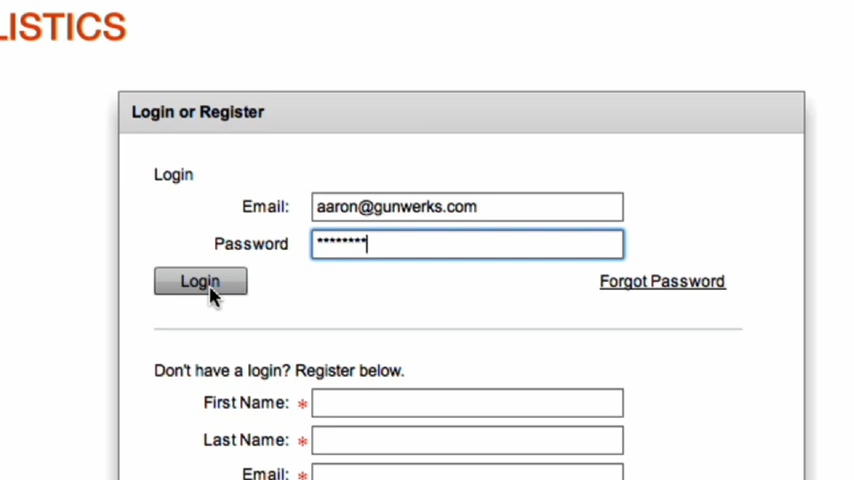 LISTICS
Login or Register
Login
Email: aaron@gunwerks.com
Password ********
Login Forgot Password
Don't have a login? Register below.
First Name: *
Last Name: *
Email: *